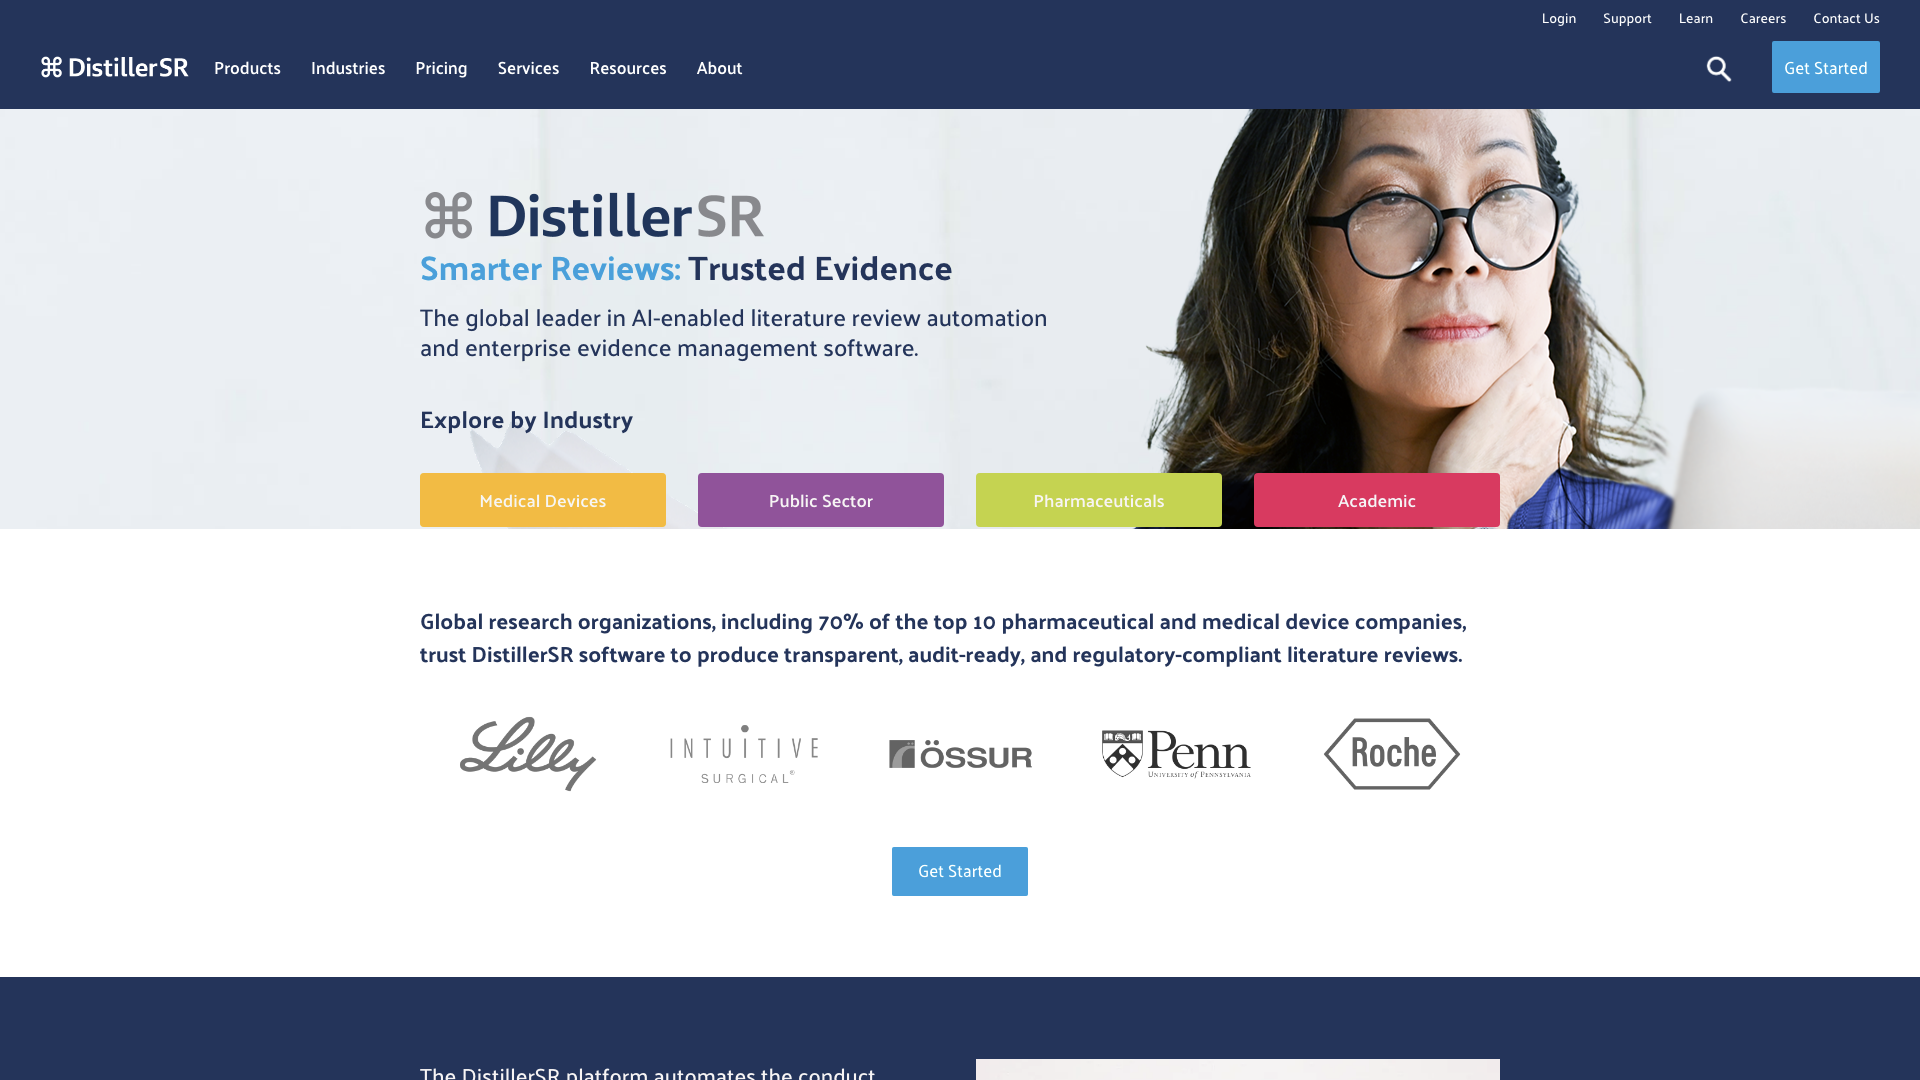 Login Support Learn Careers Contact Us
DistillerSR Products Industries Pricing Services Resources About Get Started
DistillerSR
Smarter Reviews: Trusted Evidence
The global leader in AI-enabled literature review automation
and enterprise evidence management software.
Explore by Industry
Medical Devices Public Sector Pharmaceuticals Academic
Global research organizations, including 70% of the top 10 pharmaceutical and medical device companies,
trust DistillerSR software to produce transparent, audit-ready, and regulatory-compliant literature reviews.
Lilly
INTUITIVE
SURGICAL®
ÖSSUR
Penn
UNIVERSITY of PENNSYLVANIA
Roche
Get Started
The DistillerSR platform automates the conduct